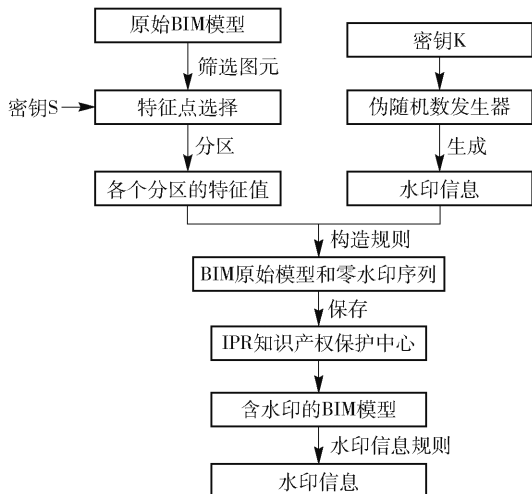 原始BIM模型
筛选图元
密钥S
特征点选择
分区
各个分区的特征值
密钥K
伪随机数发生器
生成
水印信息
构造规则
BIM原始模型和零水印序列
保存
IPR知识产权保护中心
含水印的BIM模型
水印信息规则
水印信息